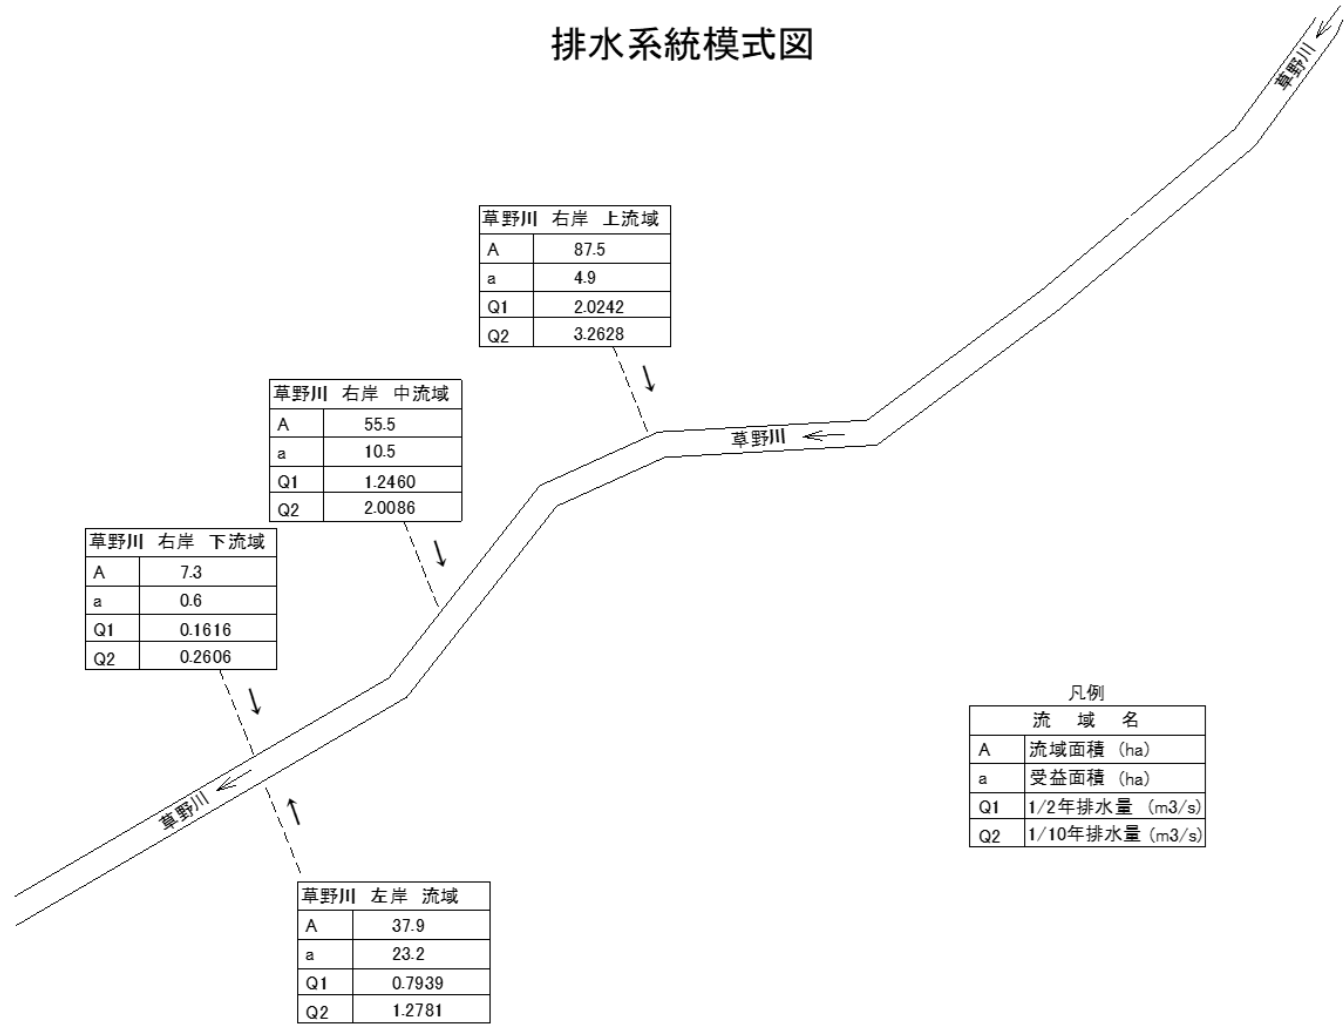 排水系統模式図
草野川
草野川 右岸 上流域
A 87.5
a 4.9
Q1 2.0242
Q2 3.2628
草野川
草野川 右岸 中流域
A 55.5
a 10.5
Q1 1.2460
Q2 2.0086
草野川 右岸 下流域
A 7.3
a 0.6
Q1 0.1616
Q2 0.2606
草野川
草野川 左岸 流域
A 37.9
a 23.2
Q1 0.7939
Q2 1.2781
凡例
流 域 名
A 流域面積 (ha)
a 受益面積 (ha)
Q1 1/2年排水量 (m3/s)
Q2 1/10年排水量 (m3/s)